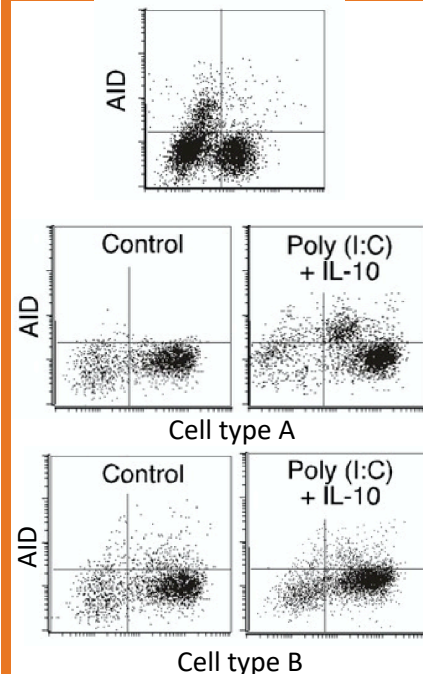 AID
Control
Poly (I:C)
+ IL-10
AID
Cell type A
Control
Poly (I:C)
+ IL-10
AID
Cell type B